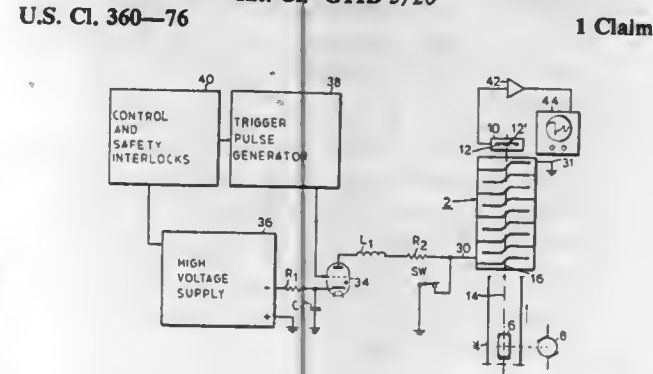 U.S. Cl. 360—76
1 Claim
40
38
CONTROL
AND
SAFETY
INTERLOCKS
TRIGGER
PULSE
GENERATOR
42
44
10 12'
12
31
2
36
HIGH
VOLTAGE
SUPPLY
-
+
R1
C
L1
R2
30
SW
34
16
14
6
8